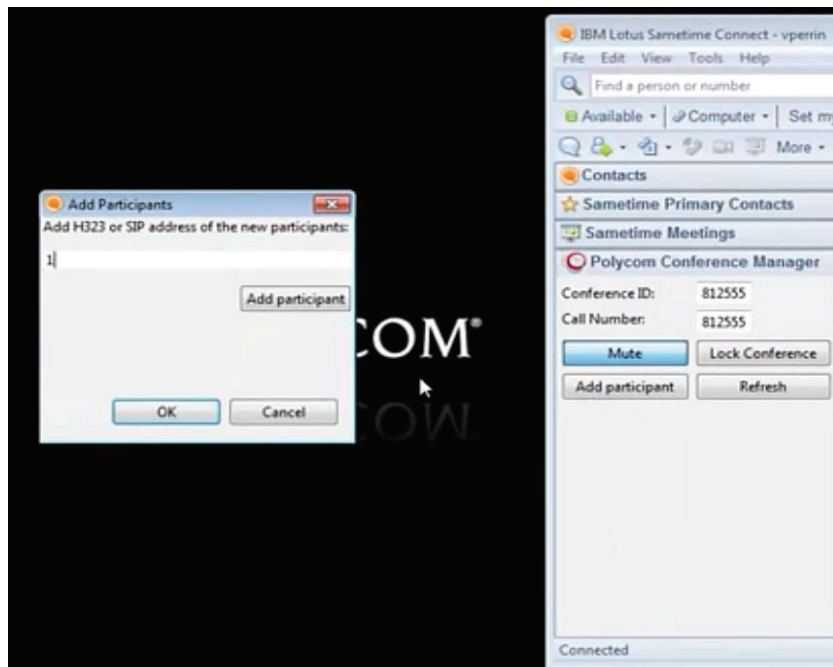 Add Participants
Add H323 or SIP address of the new participants:
1
Add participant
OK
Cancel
COM®
IBM Lotus Sametime Connect - vperrin
File Edit View Tools Help
Find a person or number
Available Computer Set my
More
Contacts
Sametime Primary Contacts
Sametime Meetings
Polycom Conference Manager
Conference ID: 812555
Call Number: 812555
Mute Lock Conference
Add participant Refresh
Connected